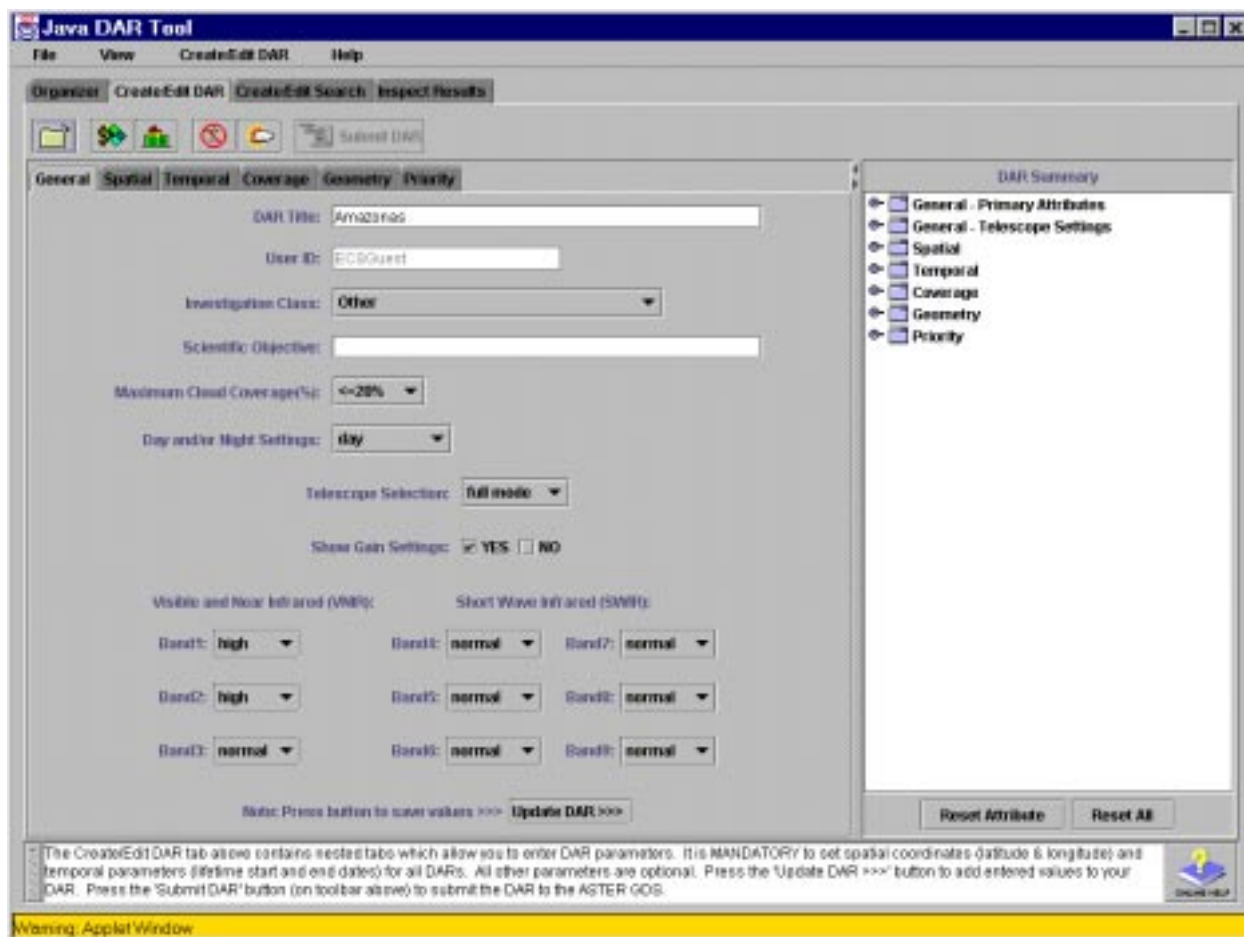 Java DAR Tool
File View Create/Edit DAR Help
Organizer Create/Edit DAR Create/Edit Search Inspect Results
Submit DAR
General Spatial Temporal Coverage Geometry Priority
DAR Title: Amazonas
User ID: ECSGuest
Investigation Class: Other
Scientific Objective:
Maximum Cloud Coverage(%): <=20%
Day and/or Night Settings: day
Telescope Selection: full mode
Show Gain Settings: YES NO
Visible and Near Infrared (VNIR): Short Wave Infrared (SWIR):
Band1: high Band4: normal Band7: normal
Band2: high Band5: normal Band8: normal
Band3: normal Band6: normal Band9: normal
Note: Press button to save values >>> Update DAR >>>
DAR Summary
General - Primary Attributes
General - Telescope Settings
Spatial
Temporal
Coverage
Geometry
Priority
Reset Attribute Reset All
The Create/Edit DAR tab above contains nested tabs which allow you to enter DAR parameters. It is MANDATORY to set spatial coordinates (latitude & longitude) and
temporal parameters (lifetime start and end dates) for all DARs. All other parameters are optional. Press the 'Update DAR >>>' button to add entered values to your
DAR. Press the 'Submit DAR' button (on toolbar above) to submit the DAR to the ASTER GDS.
ONLINE HELP
Warning: Applet Window